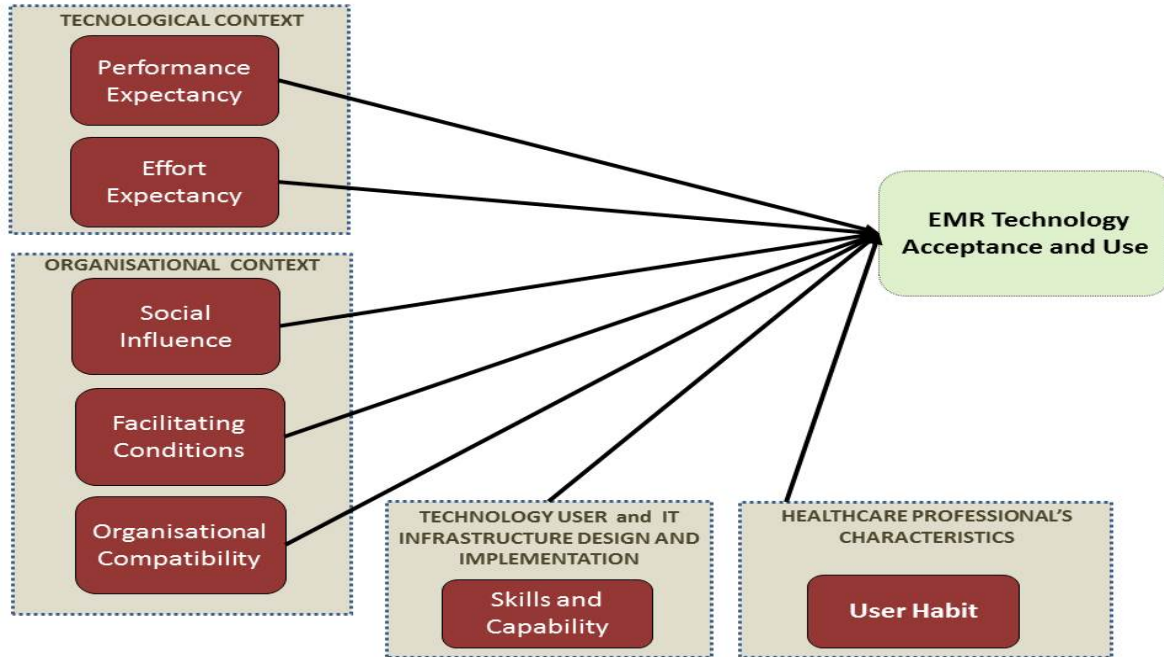 TECNOLOGICAL CONTEXT
Performance
Expectancy
Effort
Expectancy
EMR Technology
Acceptance and Use
ORGANISATIONAL CONTEXT
Social
Influence
Facilitating
Conditions
Organisational
Compatibility
TECHNOLOGY USER and IT
INFRASTRUCTURE DESIGN AND
IMPLEMENTATION
Skills and
Capability
HEALTHCARE PROFESSIONAL'S
CHARACTERISTICS
User Habit